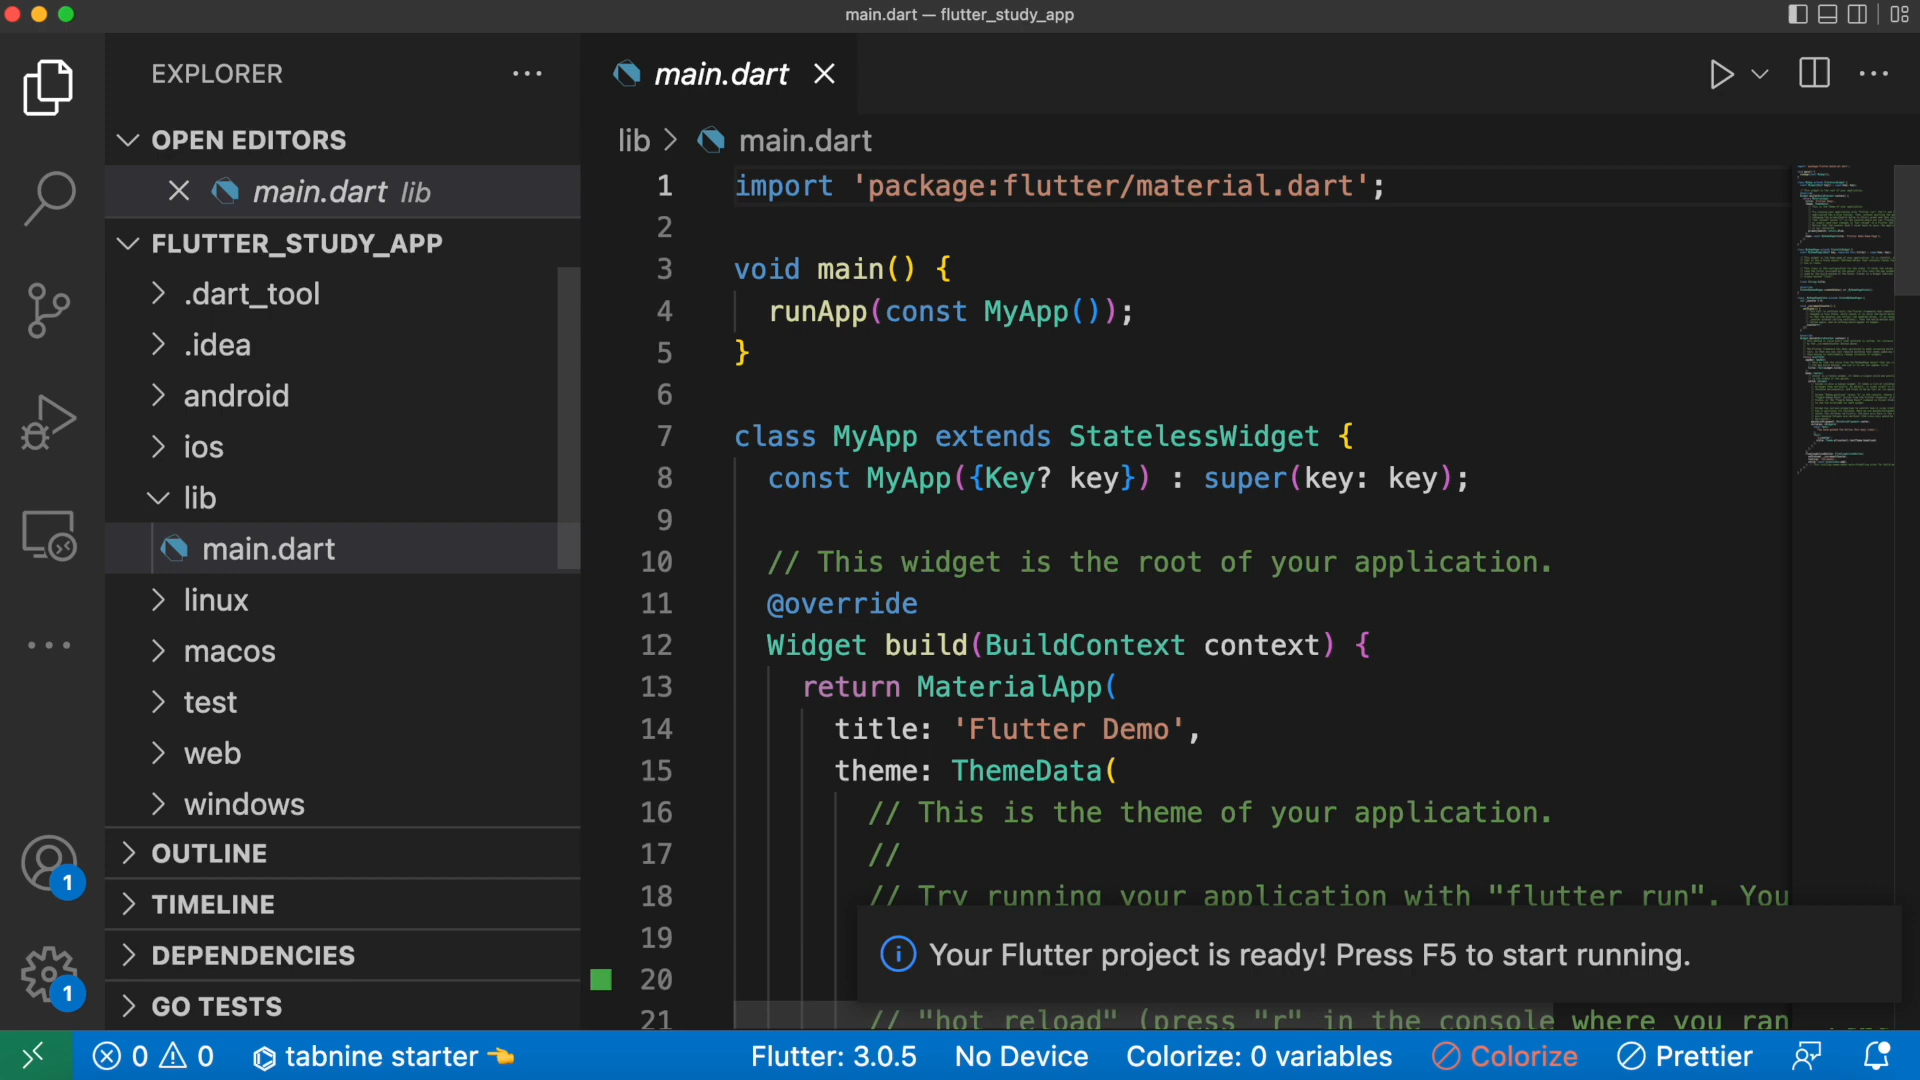 main.dart — flutter_study_app
EXPLORER
main.dart
OPEN EDITORS
main.dart lib
FLUTTER_STUDY_APP
.dart_tool
.idea
android
ios
lib
main.dart
linux
macos
test
web
windows
OUTLINE
TIMELINE
DEPENDENCIES
GO TESTS
1
1
lib > main.dart
1 import 'package:flutter/material.dart';
2
3 void main() {
4 runApp(const MyApp());
5 }
6
7 class MyApp extends StatelessWidget {
8 const MyApp({Key? key}) : super(key: key);
9
10 // This widget is the root of your application.
11 @override
12 Widget build(BuildContext context) {
13 return MaterialApp(
14 title: 'Flutter Demo',
15 theme: ThemeData(
16 // This is the theme of your application.
17 //
18 // Try running your application with "flutter run". You
19
20
21 // "hot reload" (press "r" in the console where you ran
Your Flutter project is ready! Press F5 to start running.
0 0 tabnine starter Flutter: 3.0.5 No Device Colorize: 0 variables Colorize Prettier